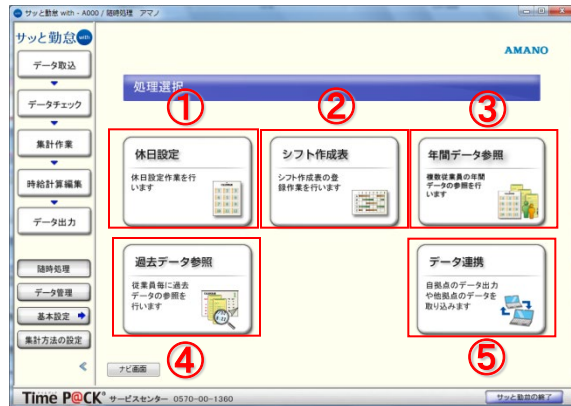 サッと勤怠 with - A000 / 随時処理 アマノ
サッと勤怠 with
AMANO
データ取込
データチェック
集計作業
時給計算編集
データ出力
随時処理
データ管理
基本設定
集計方法の設定
処理選択
①
②
③
休日設定
休日設定作業を行
います
シフト作成表
シフト作成表の登
録作業を行います
年間データ参照
複数従業員の年間
データの参照を行
います
過去データ参照
従業員毎に過去
データの参照を
行います
データ連携
自拠点のデータ出力
や他拠点のデータを
取り込みます
④
⑤
ナビ画面
Time P@CK® サービスセンター 0570-00-1360
サッと勤怠の終了